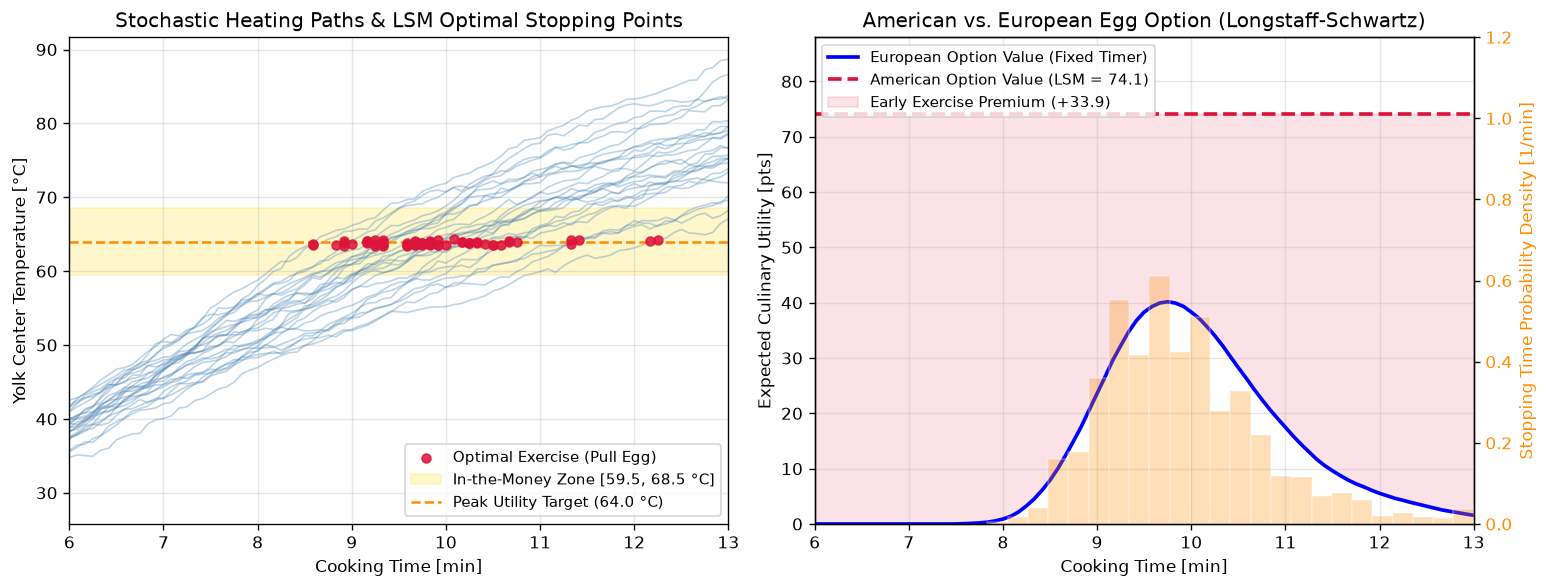 Stochastic Heating Paths & LSM Optimal Stopping Points
Yolk Center Temperature [°C]
90
80
70
60
50
40
30
Optimal Exercise (Pull Egg)
In-the-Money Zone [59.5, 68.5 °C]
Peak Utility Target (64.0 °C)
6 7 8 9 10 11 12 13
Cooking Time [min]
American vs. European Egg Option (Longstaff-Schwartz)
Expected Culinary Utility [pts]
80
70
60
50
40
30
20
10
0
European Option Value (Fixed Timer)
American Option Value (LSM = 74.1)
Early Exercise Premium (+33.9)
6 7 8 9 10 11 12 13
Cooking Time [min]
1.2
1.0
0.8
0.6
0.4
0.2
0.0
Stopping Time Probability Density [1/min]